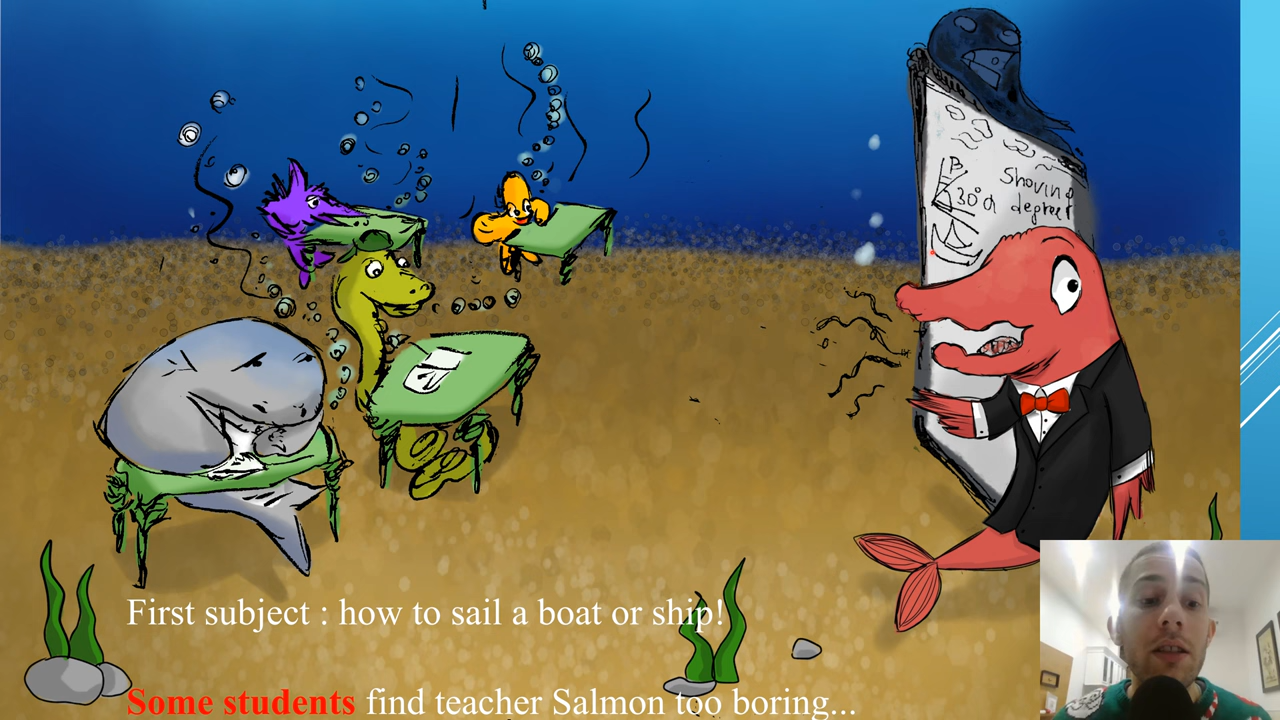 B
30° a
Shoving
degree
First subject : how to sail a boat or ship!
Some students find teacher Salmon too boring...